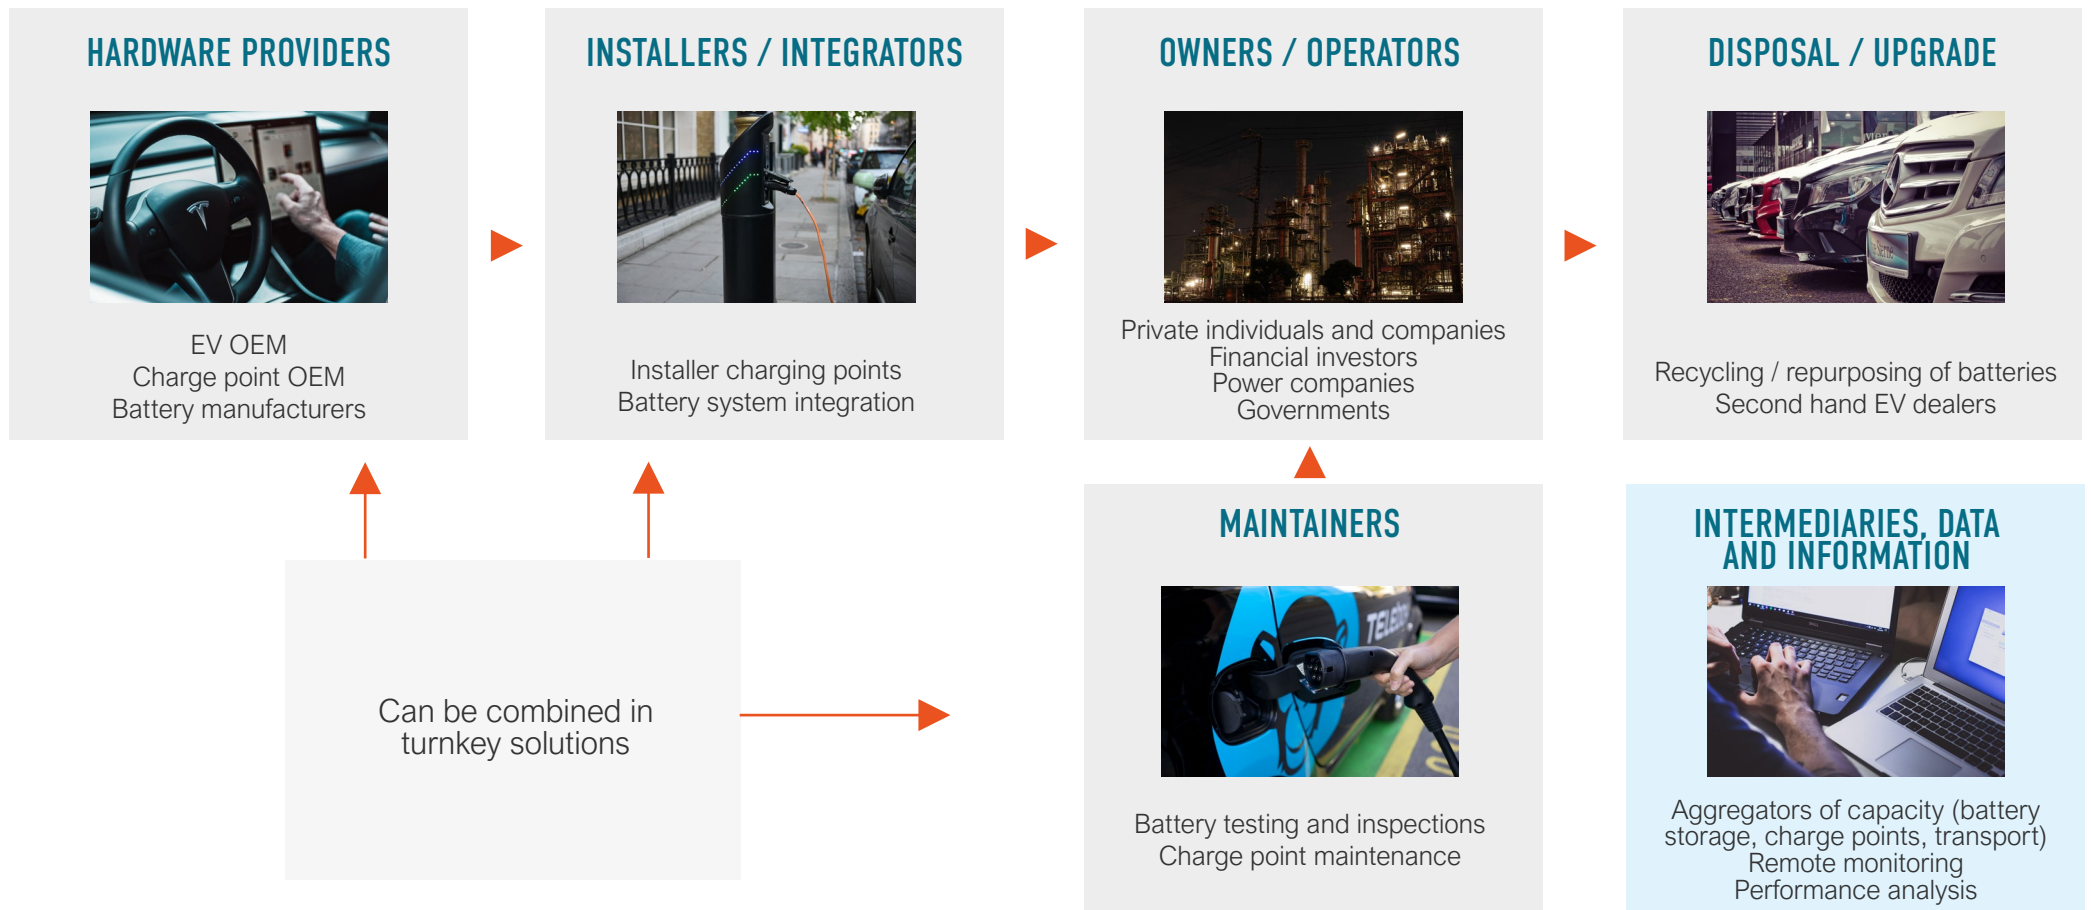 HARDWARE PROVIDERS
EV OEM
Charge point OEM
Battery manufacturers
INSTALLERS / INTEGRATORS
Installer charging points
Battery system integration
OWNERS / OPERATORS
Private individuals and companies
Financial investors
Power companies
Governments
DISPOSAL / UPGRADE
Recycling / repurposing of batteries
Second hand EV dealers
Can be combined in
turnkey solutions
MAINTAINERS
Battery testing and inspections
Charge point maintenance
INTERMEDIARIES, DATA
AND INFORMATION
Aggregators of capacity (battery
storage, charge points, transport)
Remote monitoring
Performance analysis